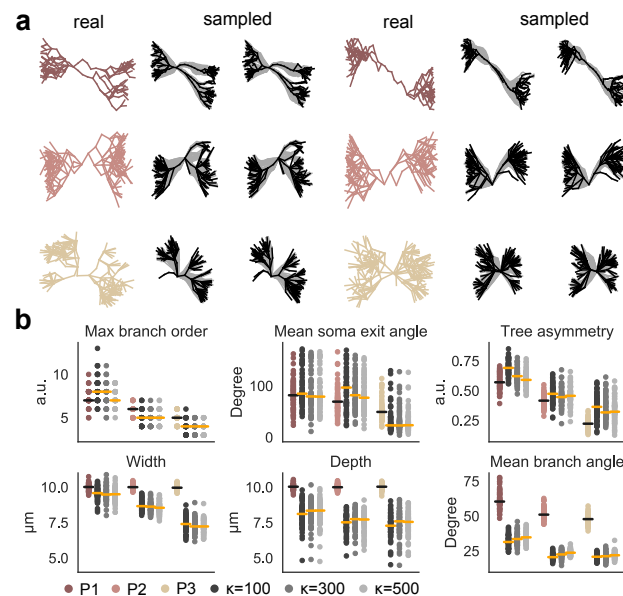 a
real
sampled
real
sampled
b
Max branch order
Mean soma exit angle
Tree asymmetry
a.u.
10
5
Degree
100
0
a.u.
0.75
0.50
0.25
Width
Depth
Mean branch angle
µm
10.0
7.5
5.0
µm
10.0
7.5
5.0
Degree
75
50
25
P1
P2
P3
κ=100
κ=300
κ=500